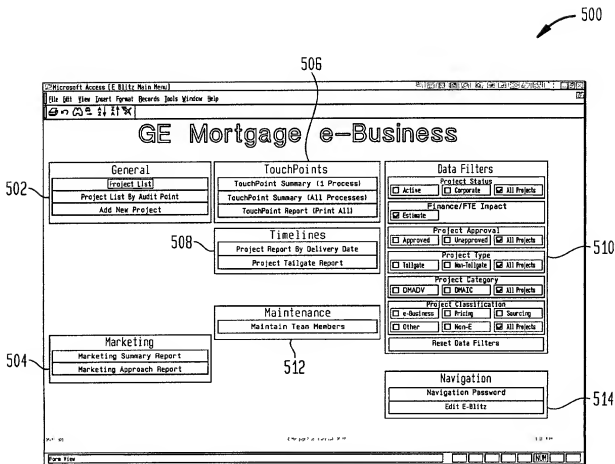 500
506
Microsoft Access [E Blitz Main Menu]
File Edit View Insert Format Records Tools Window Help
GE Mortgage e-Business
502
General
Project List
Project List By Audit Point
Add New Project
TouchPoints
TouchPoint Summary (1 Process)
TouchPoint Summary (All Processes)
TouchPoint Report (Print All)
508
Timelines
Project Report By Delivery Date
Project Tailgate Report
Maintenance
Maintain Team Members
512
504
Marketing
Marketing Summary Report
Marketing Approach Report
Data Filters
Project Status
Active Corporate All Projects
Finance/FTE Impact
Estimate
Project Approval
Approved Unapproved All Projects
Project Type
Tailgate Non-Tailgate All Projects
Project Category
DMADV DMAIC All Projects
Project Classification
e-Business Pricing Sourcing
Other Non-E All Projects
Reset Data Filters
510
Navigation
Navigation Password
Edit E-Blitz
514
Form View
NUM